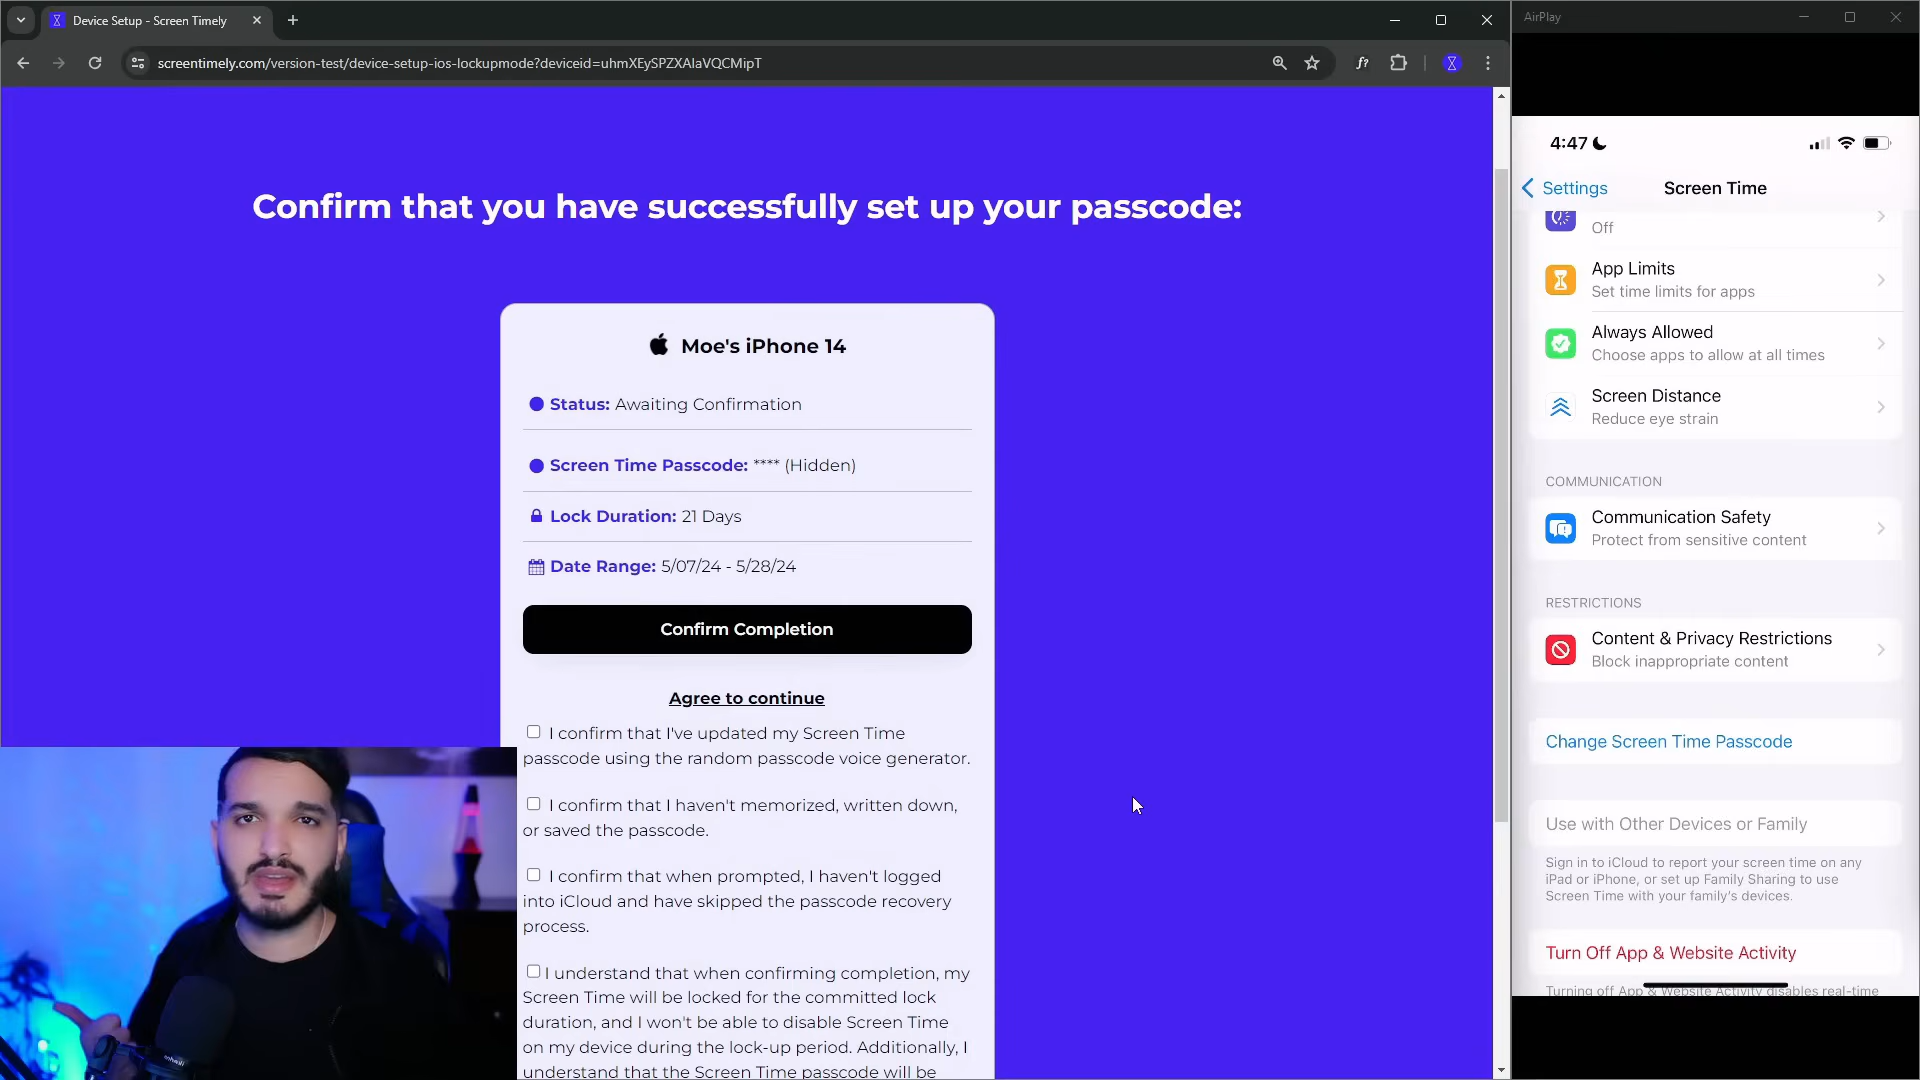 Device Setup - Screen Timely
screentimely.com/version-test/device-setup-ios-lockupmode?deviceid=uhmXEySPZXAlaVQCMipT
Confirm that you have successfully set up your passcode:
Moe's iPhone 14
Status: Awaiting Confirmation
Screen Time Passcode: **** (Hidden)
Lock Duration: 21 Days
Date Range: 5/07/24 - 5/28/24
Confirm Completion
Agree to continue
I confirm that I've updated my Screen Time
passcode using the random passcode voice generator.
I confirm that I haven't memorized, written down,
or saved the passcode.
I confirm that when prompted, I haven't logged
into iCloud and have skipped the passcode recovery
process.
I understand that when confirming completion, my
Screen Time will be locked for the committed lock
duration, and I won't be able to disable Screen Time
on my device during the lock-up period. Additionally, I
understand that the Screen Time passcode will be
AirPlay
4:47
Settings
Screen Time
Off
App Limits
Set time limits for apps
Always Allowed
Choose apps to allow at all times
Screen Distance
Reduce eye strain
COMMUNICATION
Communication Safety
Protect from sensitive content
RESTRICTIONS
Content & Privacy Restrictions
Block inappropriate content
Change Screen Time Passcode
Use with Other Devices or Family
Sign in to iCloud to report your screen time on any
iPad or iPhone, or set up Family Sharing to use
Screen Time with your family's devices.
Turn Off App & Website Activity
Turning off App & Website Activity disables real-time